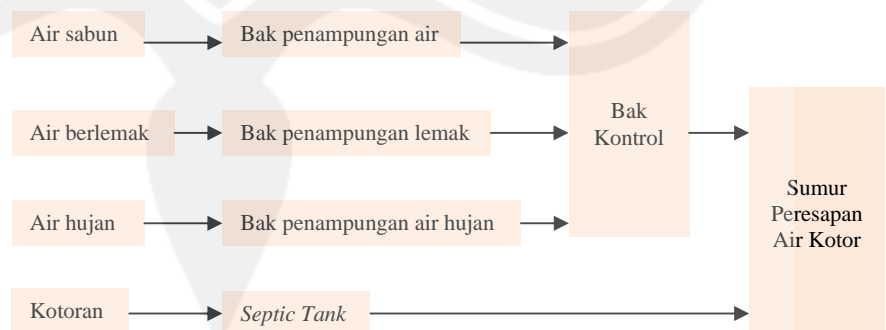 Air sabun
Bak penampungan air
Air berlemak
Bak penampungan lemak
Air hujan
Bak penampungan air hujan
Kotoran
Septic Tank
Bak
Kontrol
Sumur
Peresapan
Air Kotor